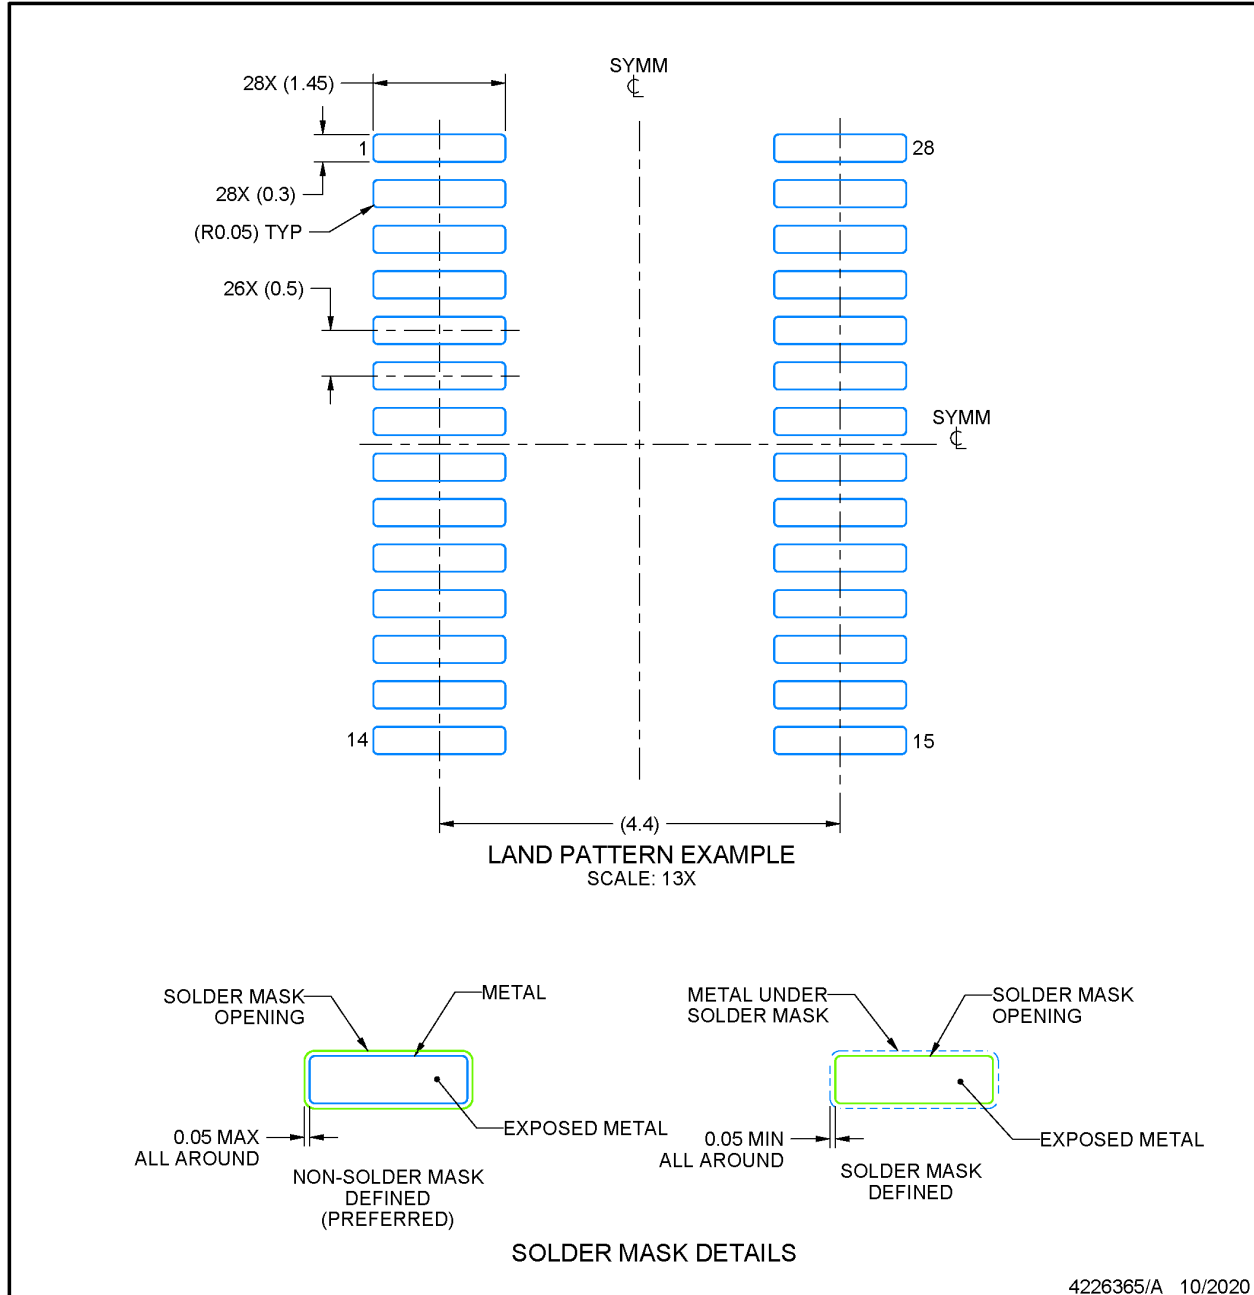 SYMM
℄
28X (1.45)
1
28
28X (0.3)
(R0.05) TYP
26X (0.5)
SYMM
℄
14
15
(4.4)
LAND PATTERN EXAMPLE
SCALE: 13X
SOLDER MASK
OPENING
METAL
METAL UNDER
SOLDER MASK
SOLDER MASK
OPENING
EXPOSED METAL
EXPOSED METAL
0.05 MAX
ALL AROUND
0.05 MIN
ALL AROUND
NON-SOLDER MASK
DEFINED
(PREFERRED)
SOLDER MASK
DEFINED
SOLDER MASK DETAILS
4226365/A 10/2020